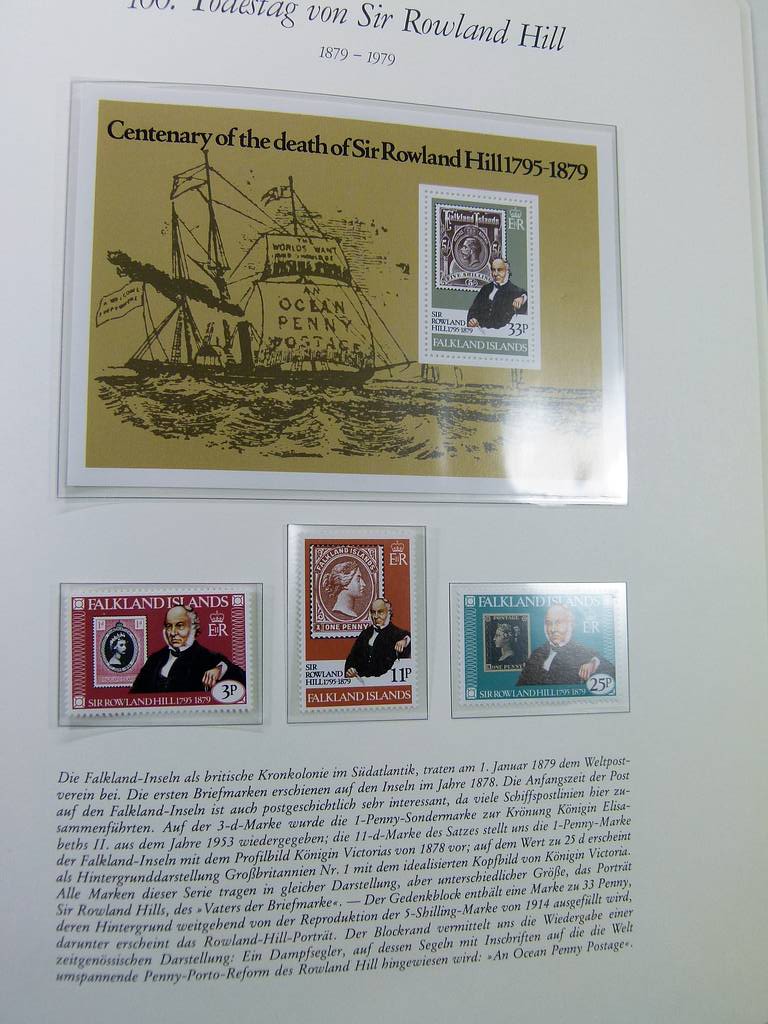 100. Todestag von Sir Rowland Hill
1879 – 1979
Centenary of the death of Sir Rowland Hill 1795-1879
THE
WORLDS WANT
AN
OCEAN
PENNY
POSTAGE
A WELCOME
Falkland Islands
5/-
FIVE SHILLINGS
E R
SIR
ROWLAND
HILL 1795-1879
33P
FALKLAND ISLANDS
FALKLAND ISLANDS
1d
1d
E R
3P
SIR ROWLAND HILL 1795 1879
FALKLAND ISLANDS
1 ONE PENNY 1
E R
SIR
ROWLAND
HILL 1795-1879
11P
FALKLAND ISLANDS
FALKLAND ISLANDS
POSTAGE
ONE PENNY
E R
25P
SIR ROWLAND HILL 1795 1879
Die Falkland-Inseln als britische Kronkolonie im Südatlantik, traten am 1. Januar 1879 dem Weltpost-
verein bei. Die ersten Briefmarken erschienen auf den Inseln im Jahre 1878. Die Anfangszeit der Post
auf den Falkland-Inseln ist auch postgeschichtlich sehr interessant, da viele Schiffspostlinien hier zu-
sammenführten. Auf der 3-d-Marke wurde die 1-Penny-Sondermarke zur Krönung Königin Elisa-
beths II. aus dem Jahre 1953 wiedergegeben; die 11-d-Marke des Satzes stellt uns die 1-Penny-Marke
der Falkland-Inseln mit dem Profilbild Königin Victorias von 1878 vor; auf dem Wert zu 25 d erscheint
als Hintergrunddarstellung Großbritannien Nr. 1 mit dem idealisierten Kopfbild von Königin Victoria.
Alle Marken dieser Serie tragen in gleicher Darstellung, aber unterschiedlicher Größe, das Porträt
Sir Rowland Hills, des »Vaters der Briefmarke«. — Der Gedenkblock enthält eine Marke zu 33 Penny,
deren Hintergrund weitgehend von der Reproduktion der 5-Shilling-Marke von 1914 ausgefüllt wird,
darunter erscheint das Rowland-Hill-Porträt. Der Blockrand vermittelt uns die Wiedergabe einer
zeitgenössischen Darstellung: Ein Dampfsegler, auf dessen Segeln mit Inschriften auf die die Welt
umspannende Penny-Porto-Reform des Rowland Hill hingewiesen wird: »An Ocean Penny Postage«.